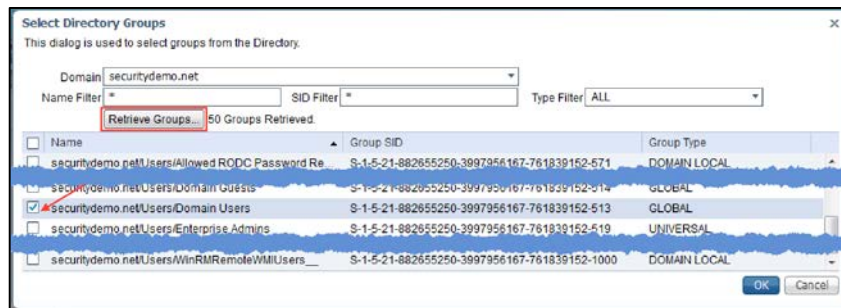 Select Directory Groups
This dialog is used to select groups from the Directory.
Domain securitydemo.net
Name Filter * SID Filter * Type Filter ALL
Retrieve Groups... 50 Groups Retrieved.
Name Group SID Group Type
securitydemo.net/Users/Allowed RODC Password Re... S-1-5-21-882655250-3997956167-761839152-571 DOMAIN LOCAL
securitydemo.net/Users/Domain Guests S-1-5-21-882655250-3997956167-761839152-514 GLOBAL
securitydemo.net/Users/Domain Users S-1-5-21-882655250-3997956167-761839152-513 GLOBAL
securitydemo.net/Users/Enterprise Admins S-1-5-21-882655250-3997956167-761839152-519 UNIVERSAL
securitydemo.net/Users/WinRMRemoteWMIUsers__ S-1-5-21-882655250-3997956167-761839152-1000 DOMAIN LOCAL
OK Cancel